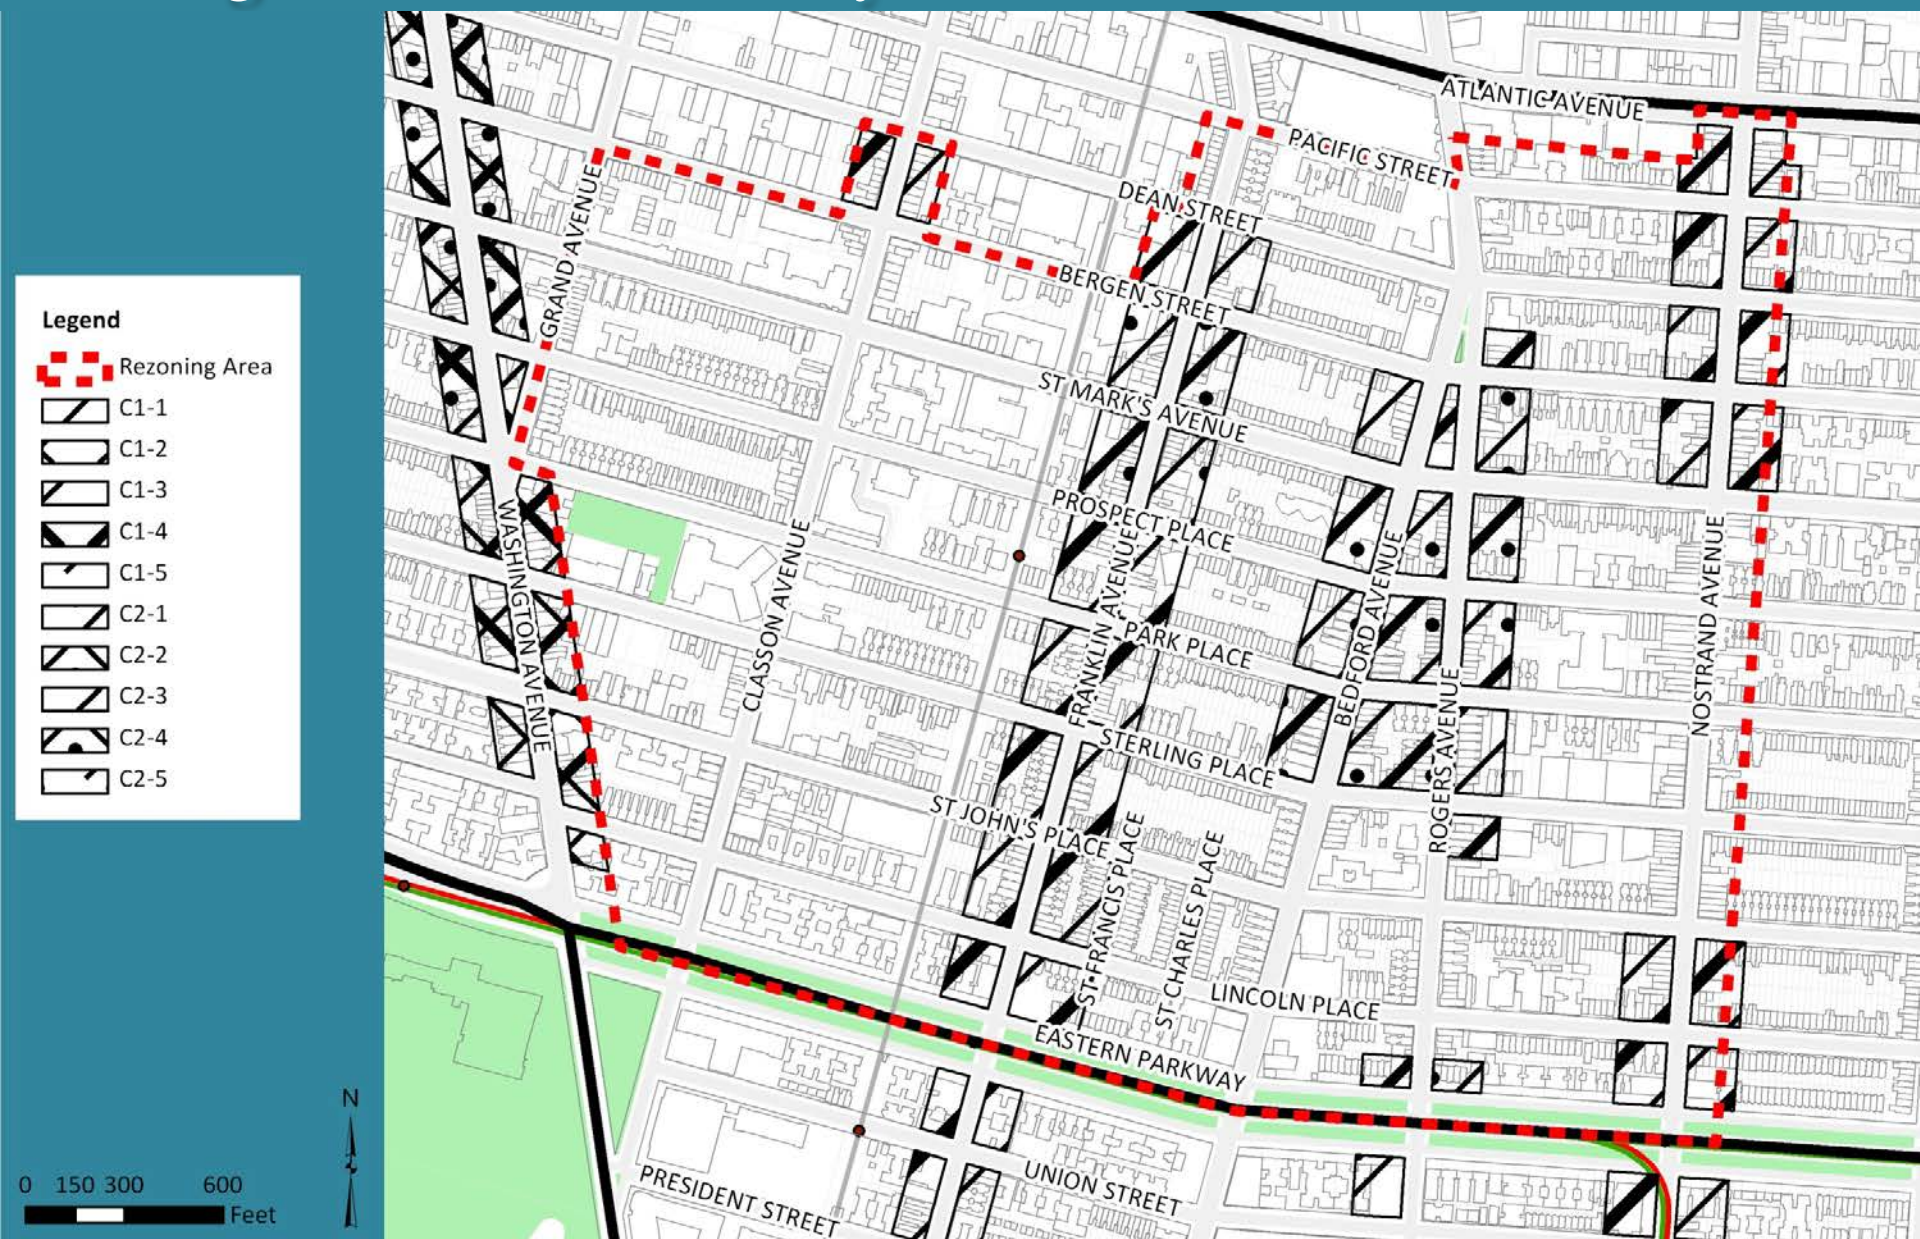 ATLANTIC AVENUE
PACIFIC STREET
DEAN STREET
GRAND AVENUE
BERGEN STREET
ST MARK'S AVENUE
PROSPECT PLACE
WASHINGTON AVENUE
CLASSON AVENUE
FRANKLIN AVENUE
BEDFORD AVENUE
NOSTRAND AVENUE
PARK PLACE
ROGERS AVENUE
STERLING PLACE
ST JOHN'S PLACE
ST FRANCIS PLACE
ST CHARLES PLACE
LINCOLN PLACE
EASTERN PARKWAY
UNION STREET
PRESIDENT STREET
Legend
Rezoning Area
C1-1
C1-2
C1-3
C1-4
C1-5
C2-1
C2-2
C2-3
C2-4
C2-5
N
0 150 300 600
Feet